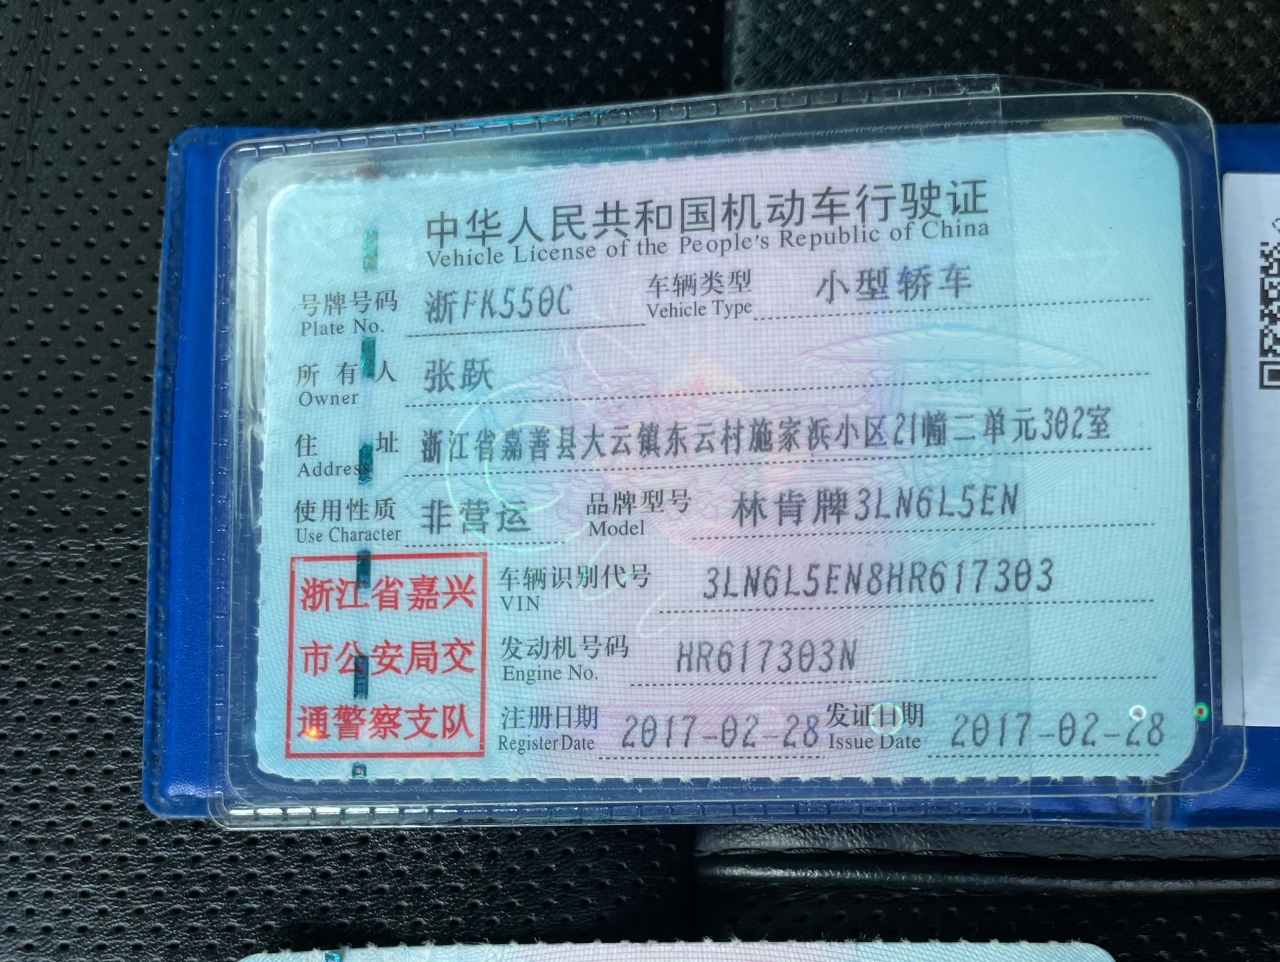 中华人民共和国机动车行驶证
Vehicle License of the People's Republic of China
号牌号码 浙FK550C 车辆类型 小型轿车
Plate No. Vehicle Type
所有人 张跃
Owner
住址 浙江省嘉善县大云镇东云村施家浜小区21幢二单元302室
Address
使用性质 非营运 品牌型号 林肯牌3LN6L5EN
Use Character Model
浙江省嘉兴
市公安局交
通警察支队
车辆识别代号 3LN6L5EN8HR617303
VIN
发动机号码 HR617303N
Engine No.
注册日期 2017-02-28 发证日期 2017-02-28
Register Date Issue Date